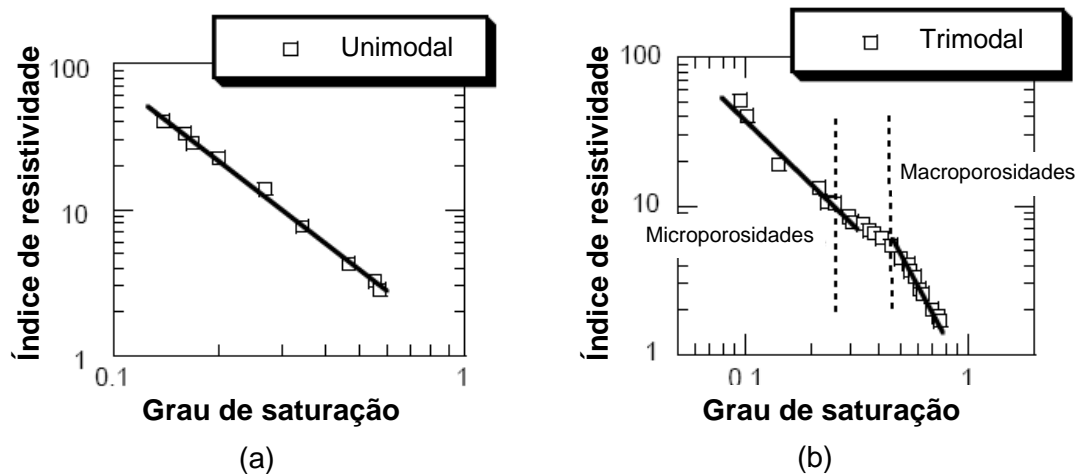 Unimodal
Índice de resistividade
100
10
1
0.1
1
Grau de saturação
(a)
Trimodal
Índice de resistividade
100
10
1
Macroporosidades
Microporosidades
0 1
1
Grau de saturação
(b)